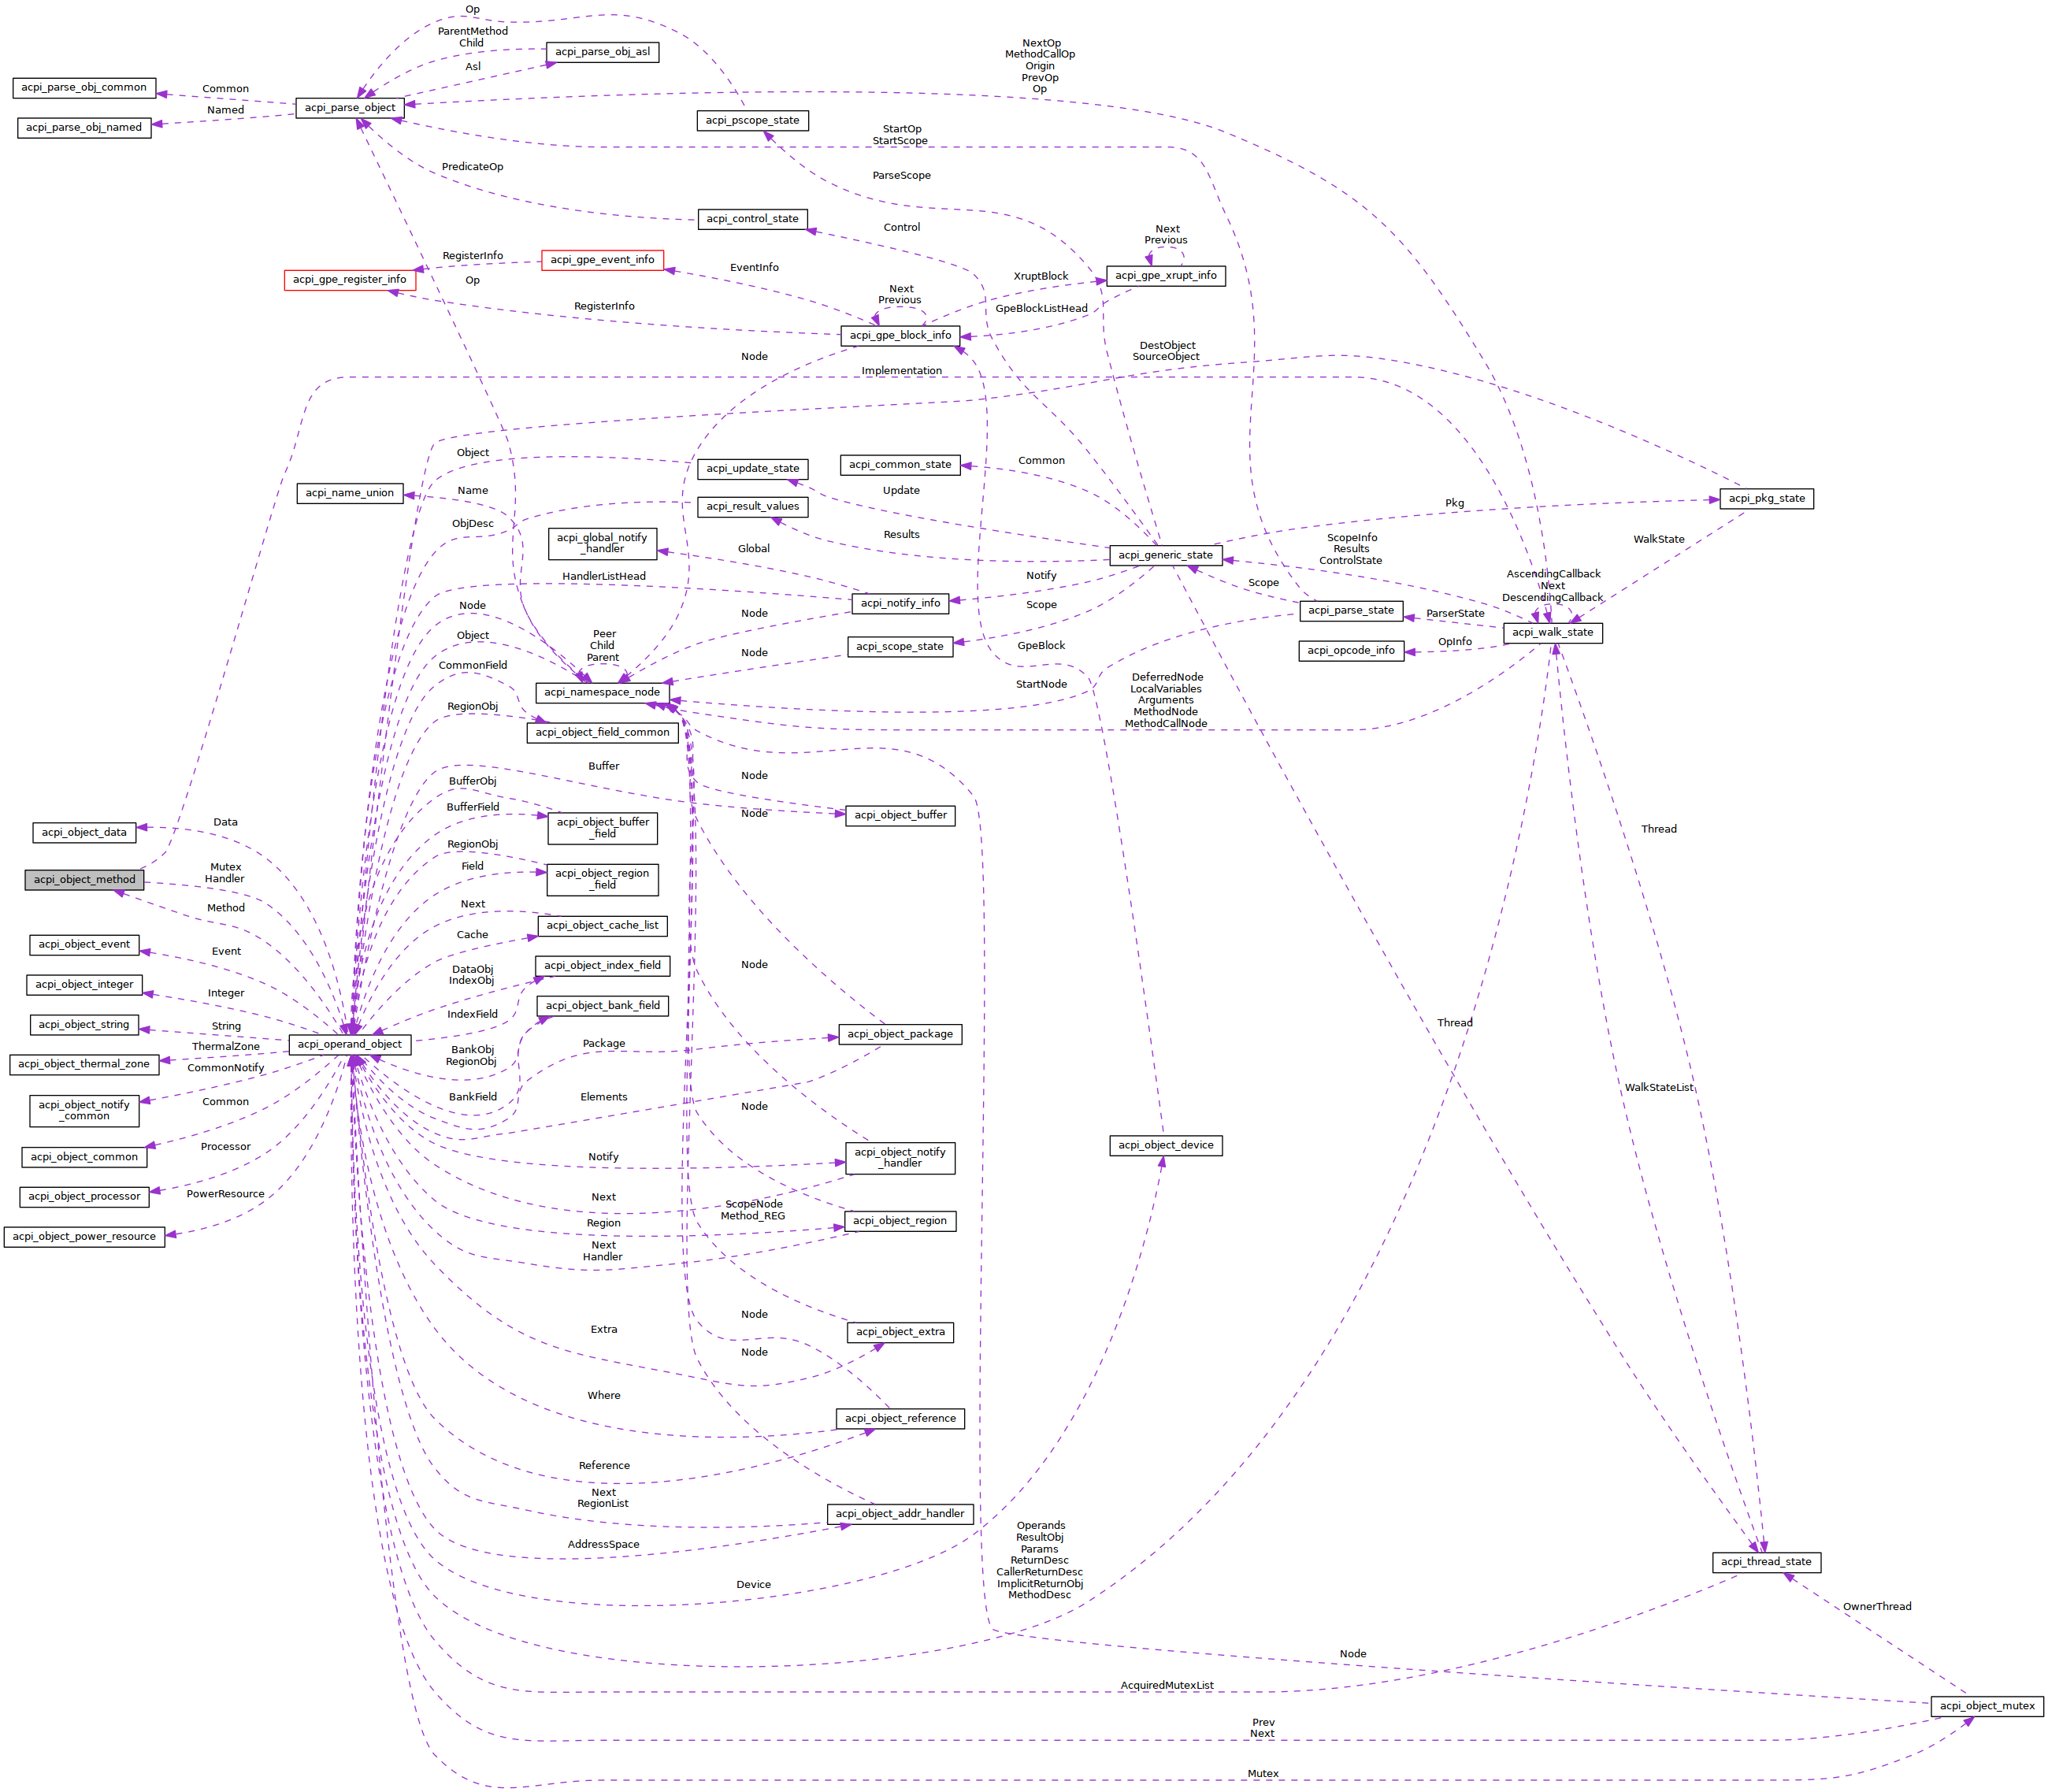 Op
ParentMethod
Child
acpi_parse_obj_asl
Asl
NextOp
MethodCallOp
Origin
PrevOp
Op
acpi_parse_obj_common
Common
acpi_parse_object
Named
acpi_parse_obj_named
acpi_pscope_state
StartOp
StartScope
PredicateOp
ParseScope
acpi_control_state
Control
Next
Previous
RegisterInfo
acpi_gpe_event_info
EventInfo
XruptBlock
acpi_gpe_xrupt_info
acpi_gpe_register_info
Op
Next
Previous
RegisterInfo
GpeBlockListHead
acpi_gpe_block_info
Node
DestObject
SourceObject
Implementation
Object
acpi_update_state
acpi_common_state
Common
acpi_name_union
Name
Update
acpi_pkg_state
Pkg
acpi_result_values
ObjDesc
Results
acpi_global_notify
_handler
Global
acpi_generic_state
ScopeInfo
Results
ControlState
WalkState
HandlerListHead
Notify
Scope
AscendingCallback
Next
DescendingCallback
Node
acpi_notify_info
Node
Scope
acpi_parse_state
ParserState
acpi_walk_state
Object
Peer
Child
Parent
acpi_scope_state
Node
GpeBlock
acpi_opcode_info
OpInfo
CommonField
acpi_namespace_node
StartNode
DeferredNode
LocalVariables
Arguments
MethodNode
MethodCallNode
RegionObj
acpi_object_field_common
Buffer
Node
BufferObj
BufferField
acpi_object_buffer
Node
acpi_object_data
Data
acpi_object_buffer
_field
Thread
RegionObj
Field
acpi_object_method
Mutex
Handler
acpi_object_region
_field
Method
Next
acpi_object_cache_list
Cache
acpi_object_event
Event
DataObj
IndexObj
acpi_object_index_field
Node
acpi_object_integer
Integer
IndexField
acpi_object_bank_field
acpi_object_string
String
Thread
acpi_operand_object
acpi_object_package
Package
BankObj
RegionObj
ThermalZone
acpi_object_thermal_zone
CommonNotify
BankField
Elements
WalkStateList
acpi_object_notify
_common
Common
Node
Processor
acpi_object_common
Notify
acpi_object_notify
_handler
acpi_object_device
PowerResource
acpi_object_processor
Next
ScopeNode
Method_REG
Region
acpi_object_region
acpi_object_power_resource
Next
Handler
Node
Extra
acpi_object_extra
Node
Where
acpi_object_reference
Reference
Next
RegionList
acpi_object_addr_handler
AddressSpace
Operands
ResultObj
Params
ReturnDesc
CallerReturnDesc
ImplicitReturnObj
MethodDesc
acpi_thread_state
Device
OwnerThread
Node
AcquiredMutexList
acpi_object_mutex
Prev
Next
Mutex